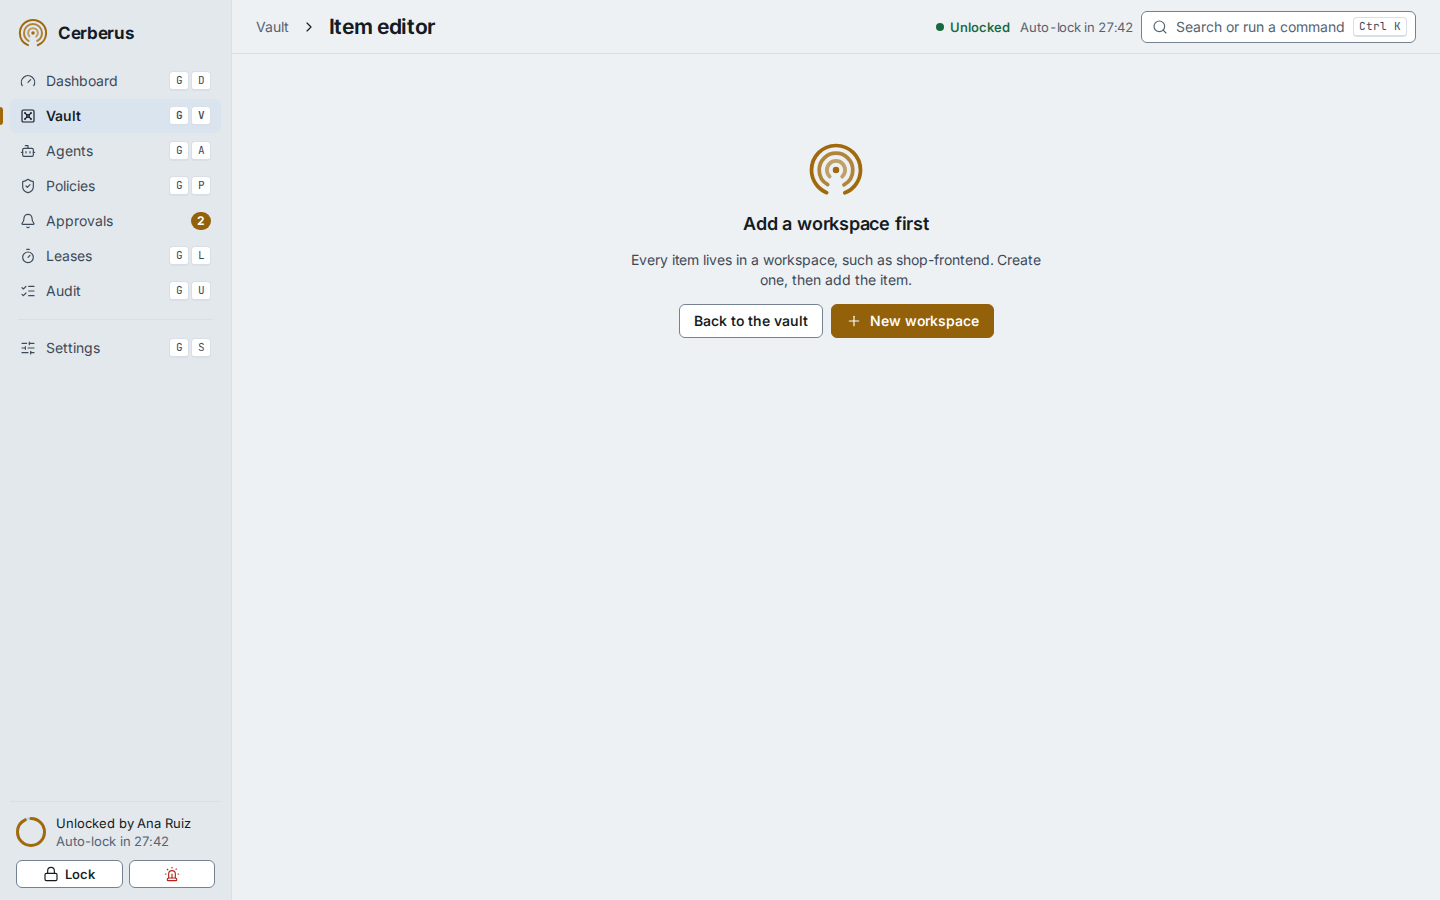 Cerberus
Dashboard G D
Vault G V
Agents G A
Policies G P
Approvals 2
Leases G L
Audit G U
Settings G S
Unlocked by Ana Ruiz
Auto-lock in 27:42
Lock
Vault Item editor
Unlocked Auto-lock in 27:42 Search or run a command Ctrl K
Add a workspace first
Every item lives in a workspace, such as shop-frontend. Create
one, then add the item.
Back to the vault New workspace